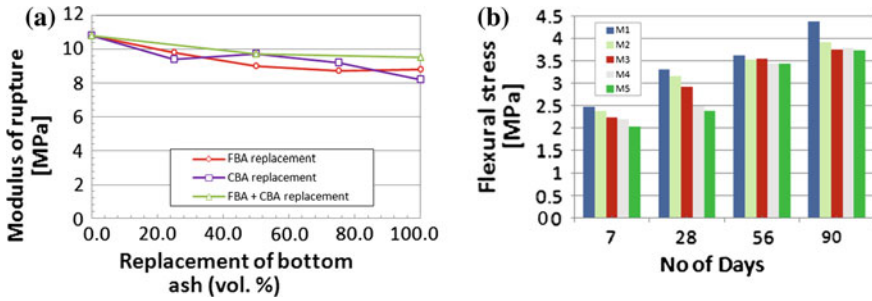 (a)
12
10
8
6
4
2
0
Modulus of rupture
[MPa]
FBA replacement
CBA replacement
FBA + CBA replacement
0.0 20.0 40.0 60.0 80.0 100.0
Replacement of bottom
ash (vol. %)
(b)
4.5
4
3.5
3
2.5
2
1.5
1
0.5
00
Flexural stress
[MPa]
M1
M2
M3
M4
M5
7 28 56 90
No of Days